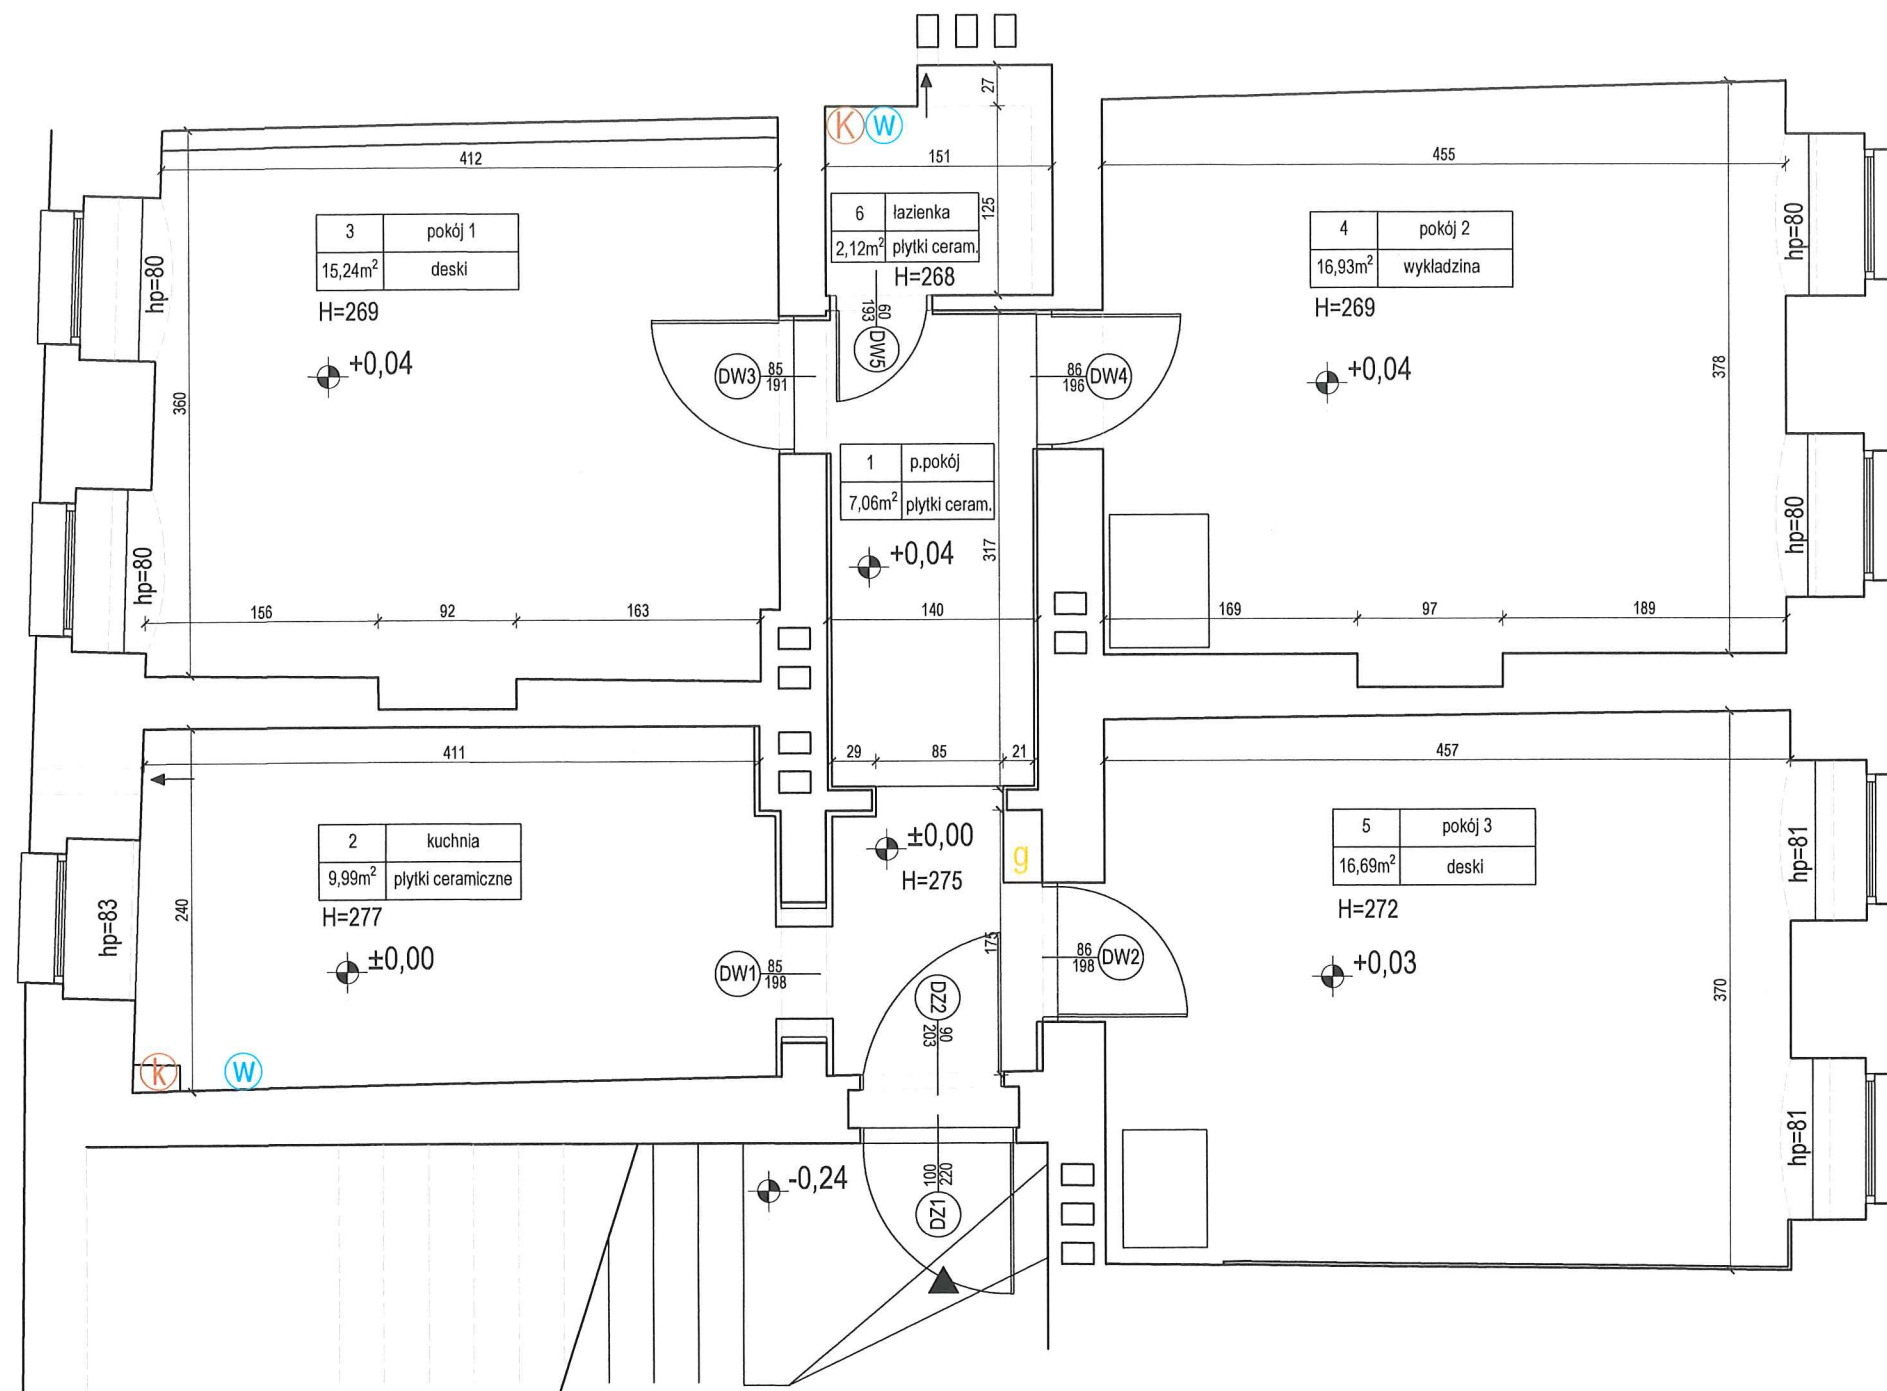 27
K W
412
151
455
3 pokój 1
15,24m² deski
H=269
hp=80
6 łazienka
2,12m² płytki ceram.
H=268
125
4 pokój 2
16,93m² wykładzina
H=269
hp=80
+0,04
360
DW3 85
191
60
193
DW5
86
196 DW4
+0,04
378
1 p.pokój
7,06m² płytki ceram.
+0,04
317
hp=80
hp=80
156 92 163
140
169 97 189
411
29 85 21
457
2 kuchnia
9,99m² płytki ceramiczne
H=277
±0,00
hp=83
240
±0,00
H=275
g
5 pokój 3
16,69m² deski
H=272
+0,03
hp=81
370
DW1 85
198
175
86
198 DW2
DZ2
90
203
k W
hp=81
-0,24
100
220
DZ1